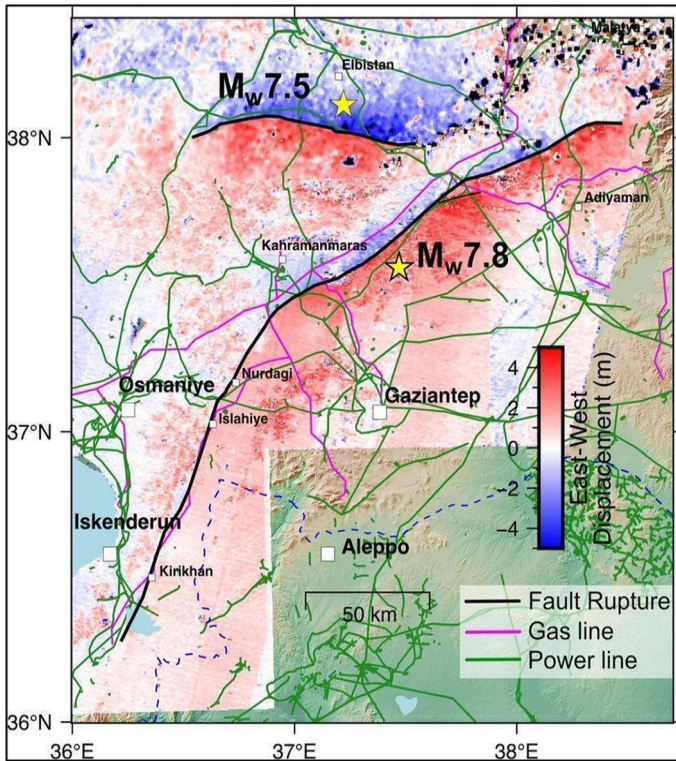 Malatya
Elbistan
Mw7.5
38°N
Adiyaman
Kahramanmaras
Mw7.8
Nurdagi
Osmaniye
Gaziantep
Islahiye
37°N
4
2
0
−2
−4
East-West
Displacement (m)
Iskenderun
Aleppo
Kirikhan
50 km
Fault Rupture
Gas line
Power line
36°N
36°E
37°E
38°E